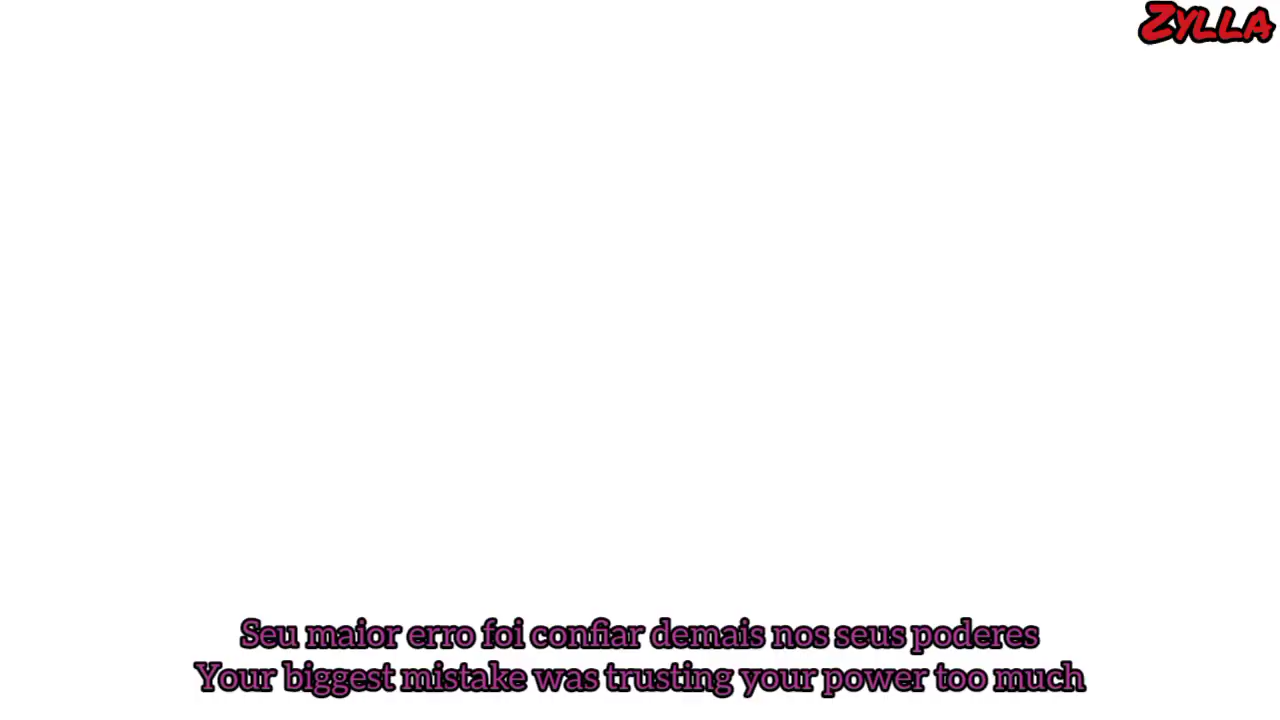 ZYLLA
Seu maior erro foi confiar demais nos seus poderes
Your biggest mistake was trusting your power too much